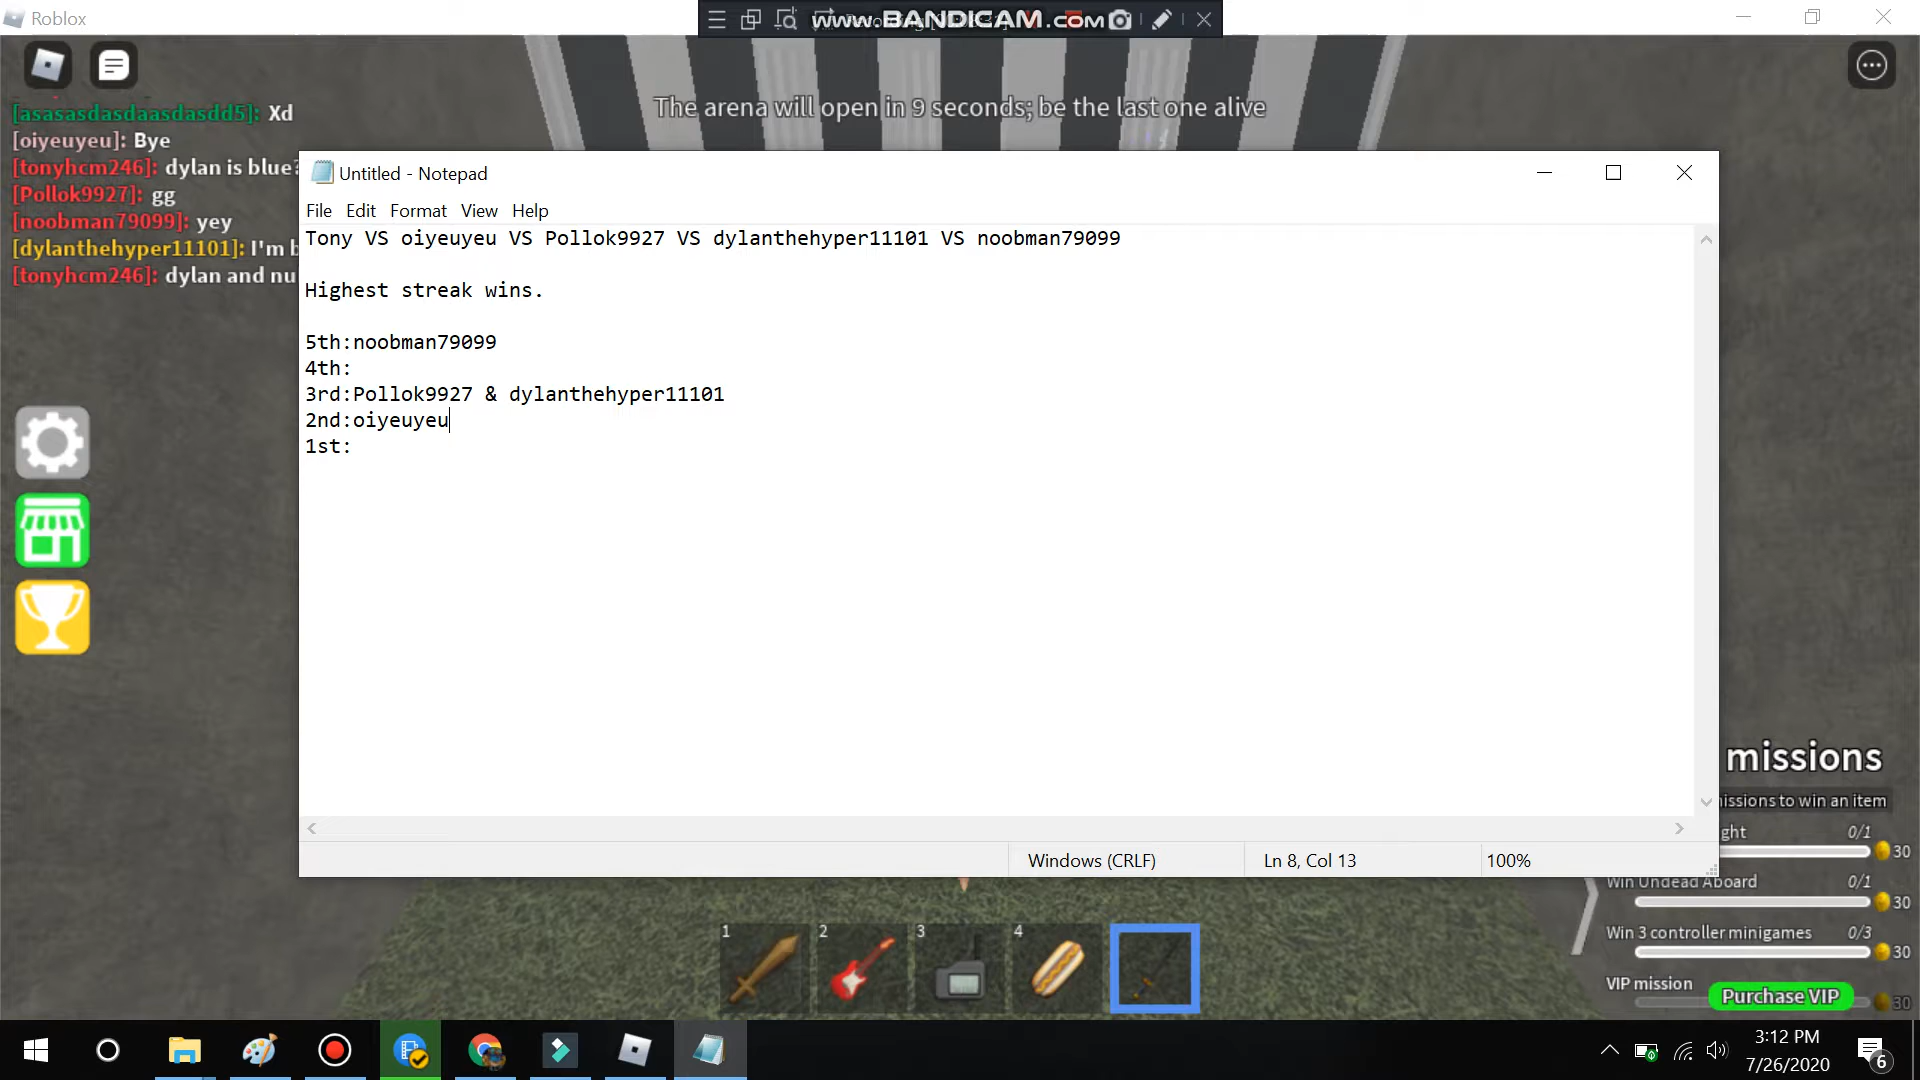 Roblox
www.BANDICAM.com
The arena will open in 9 seconds; be the last one alive
[asasasdasdaasdasdd5]: Xd
[oiyeuyeu]: Bye
[tonyhcm246]: dylan is blue?
[Pollok9927]: gg
[noobman79099]: yey
[dylanthehyper11101]: I'm b
[tonyhcm246]: dylan and nu
Untitled - Notepad
File Edit Format View Help
Tony VS oiyeuyeu VS Pollok9927 VS dylanthehyper11101 VS noobman79099
Highest streak wins.
5th:noobman79099
4th:
3rd:Pollok9927 & dylanthehyper11101
2nd:oiyeuyeu
1st:
Windows (CRLF) Ln 8, Col 13 100%
missions
issions to win an item
ght 0/1
30
Win Undead Aboard 0/1
30
Win 3 controller minigames 0/3
30
VIP mission Purchase VIP 30
1 2 3 4
3:12 PM
7/26/2020
6